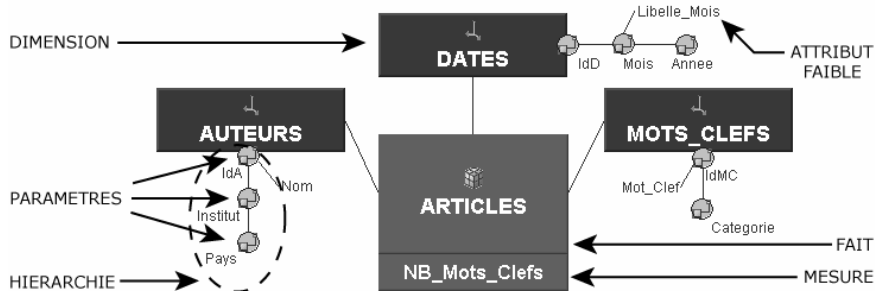 Libelle_Mois
DIMENSION
DATES
IdD
Mois
Annee
ATTRIBUT
FAIBLE
AUTEURS
MOTS_CLEFS
IdA
Nom
IdMC
Mot_Clef
PARAMETRES
Institut
ARTICLES
Categorie
Pays
FAIT
HIERARCHIE
NB_Mots_Clefs
MESURE